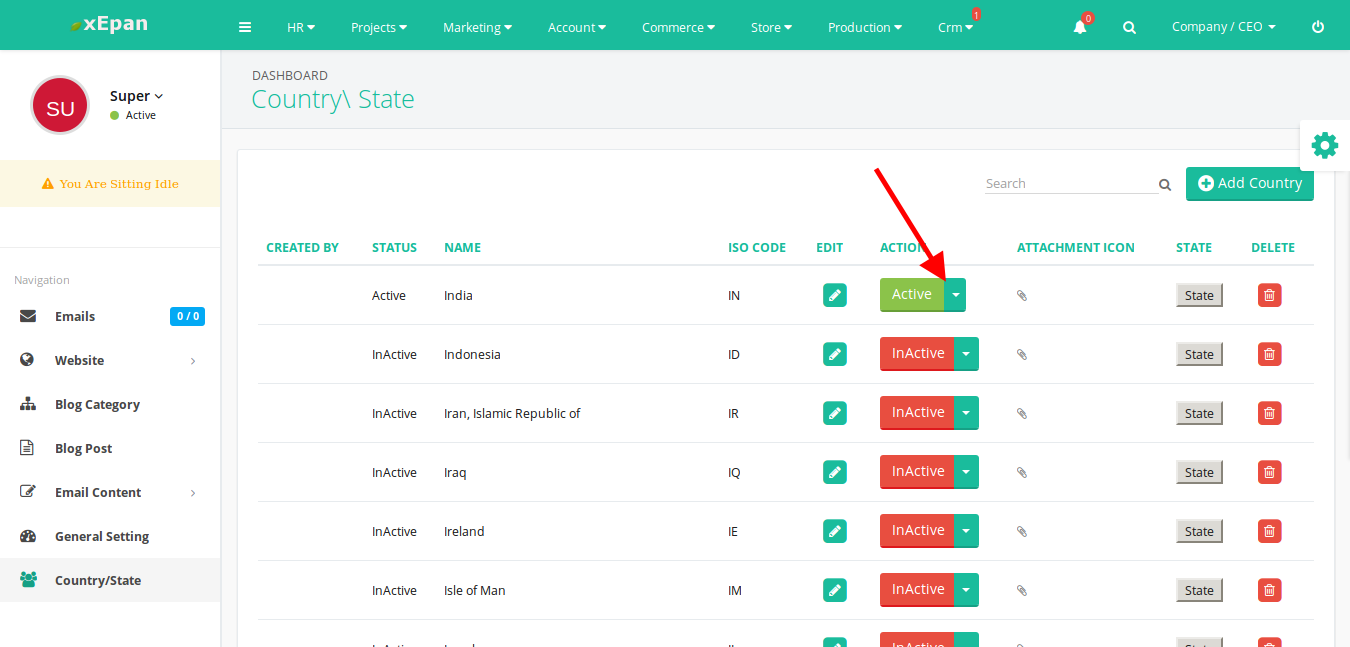 xEpan
HR Projects Marketing Account Commerce Store Production Crm 1 0 Company / CEO
SU
Super
Active
You Are Sitting Idle
Navigation
Emails 0 / 0
Website
Blog Category
Blog Post
Email Content
General Setting
Country/State
DASHBOARD
Country\ State
Search Add Country
CREATED BY STATUS NAME ISO CODE EDIT ACTION ATTACHMENT ICON STATE DELETE
Active India IN Active State
InActive Indonesia ID InActive State
InActive Iran, Islamic Republic of IR InActive State
InActive Iraq IQ InActive State
InActive Ireland IE InActive State
InActive Isle of Man IM InActive State
InActive InActive State